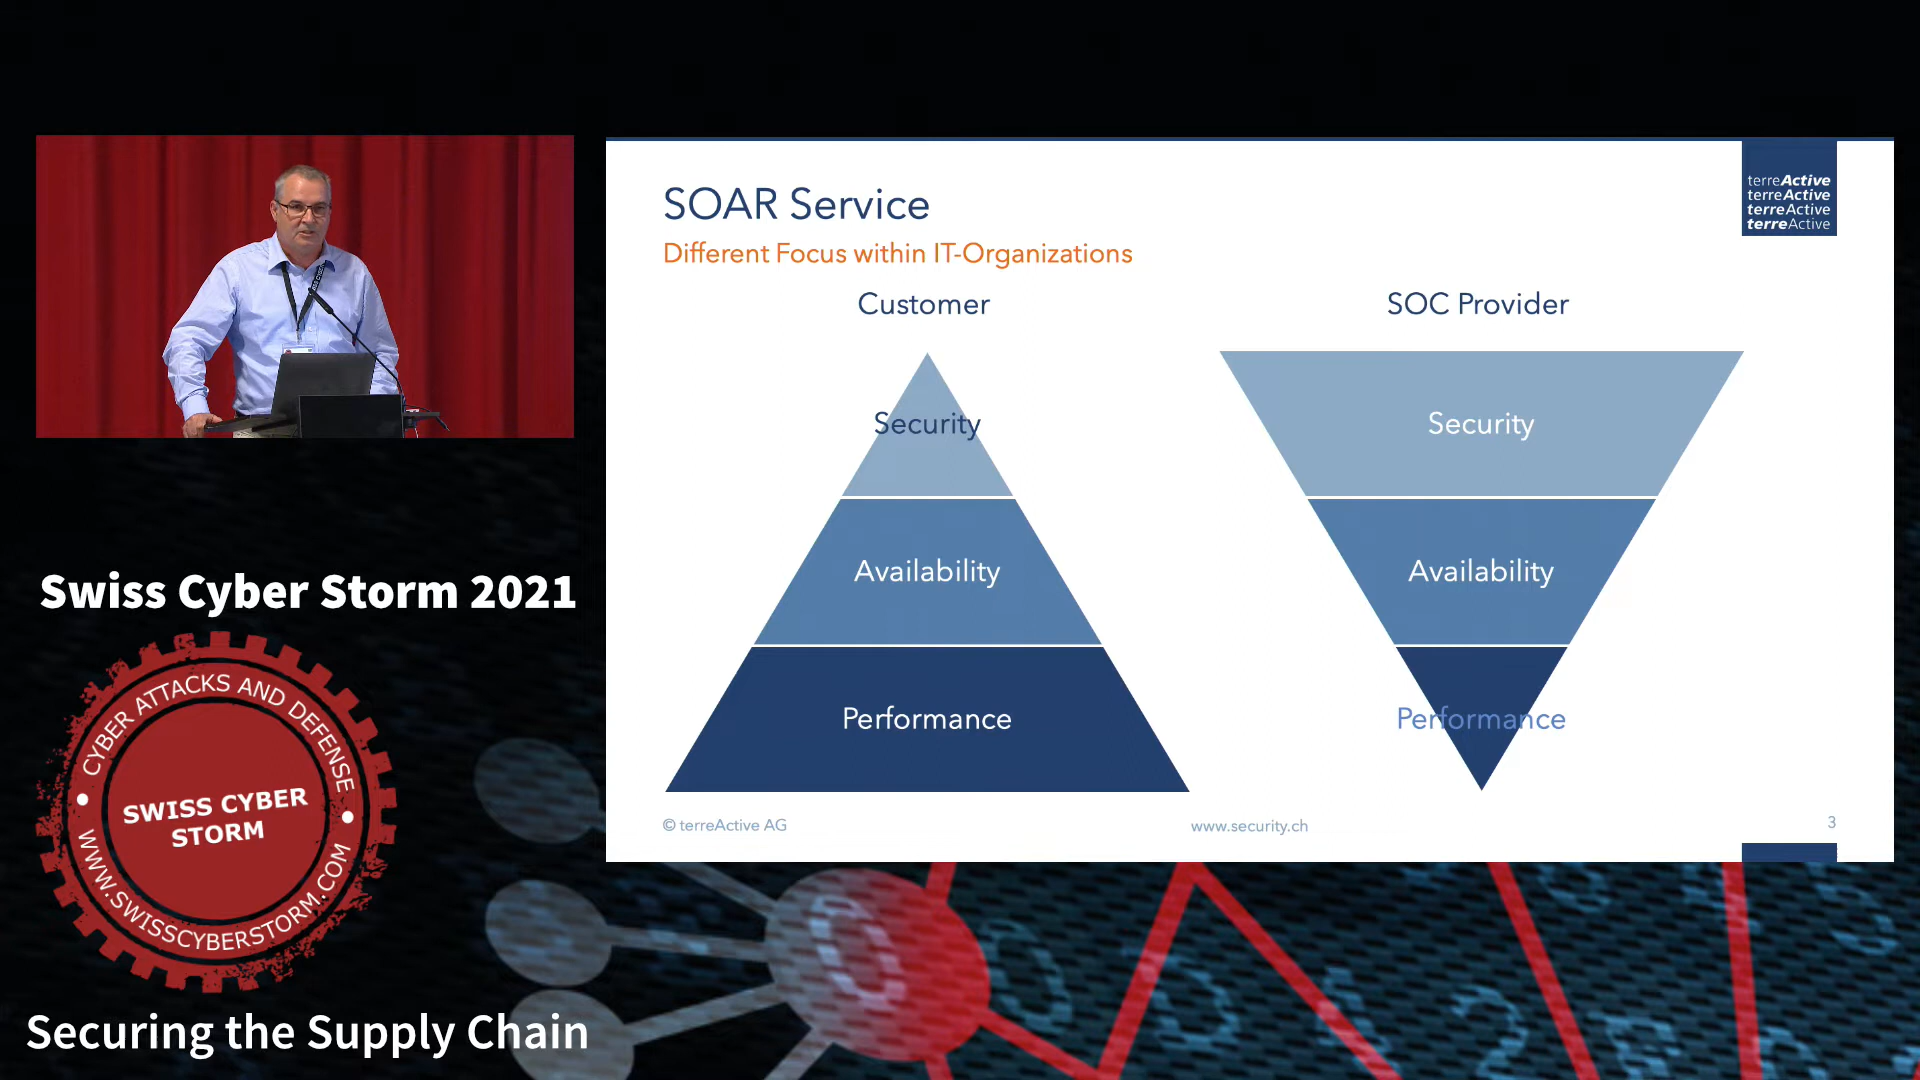 SOAR Service
Different Focus within IT-Organizations
terreActive
terreActive
terreActive
terreActive
Customer
SOC Provider
Security
Availability
Performance
Security
Availability
Performance
© terreActive AG
www.security.ch
3
Swiss Cyber Storm 2021
CYBER ATTACKS AND DEFENSE
SWISS CYBER
STORM
WWW.SWISSCYBERSTORM.COM
Securing the Supply Chain